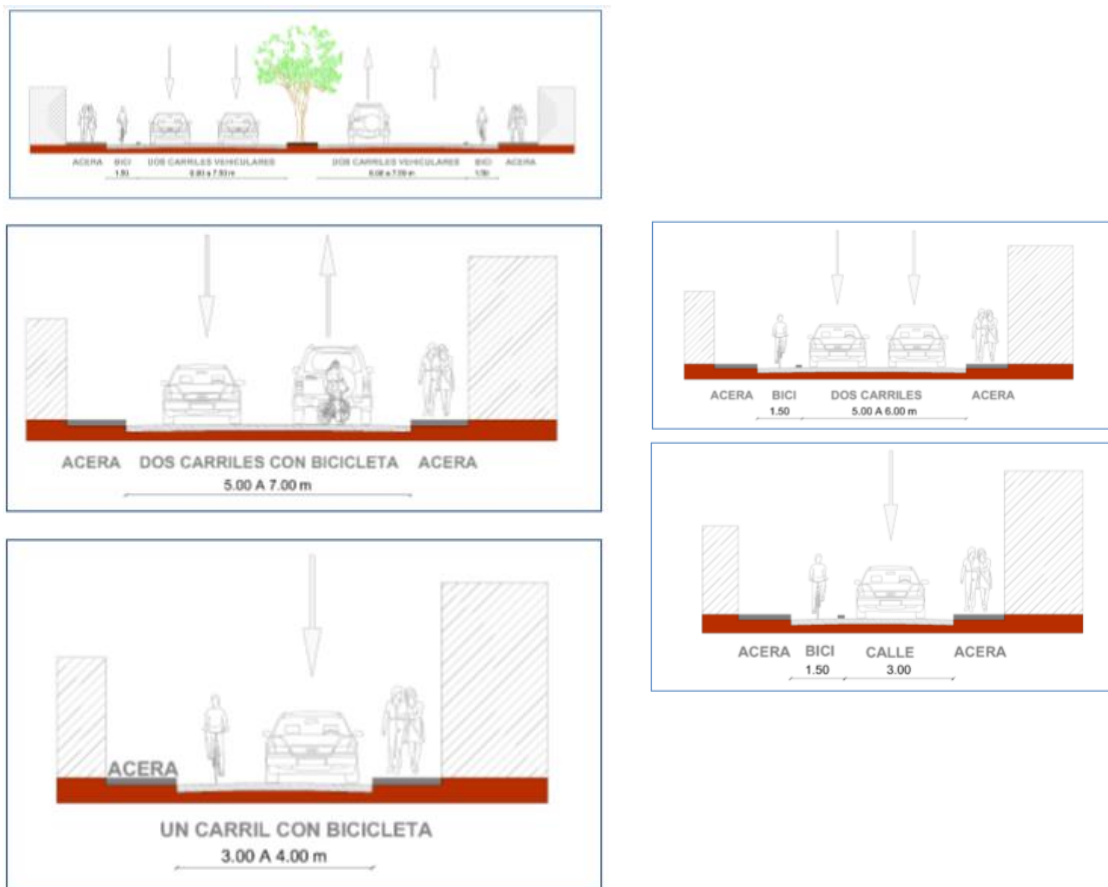 ACERA BICI DOS CARRILES VEHICULARES DOS CARRILES VEHICULARES BICI ACERA
1.50 1.50
ACERA DOS CARRILES CON BICICLETA ACERA
5.00 A 7.00 m
ACERA
UN CARRIL CON BICICLETA
3.00 A 4.00 m
ACERA BICI DOS CARRILES ACERA
1.50 5.00 A 6.00 m
ACERA BICI CALLE ACERA
1.50 3.00